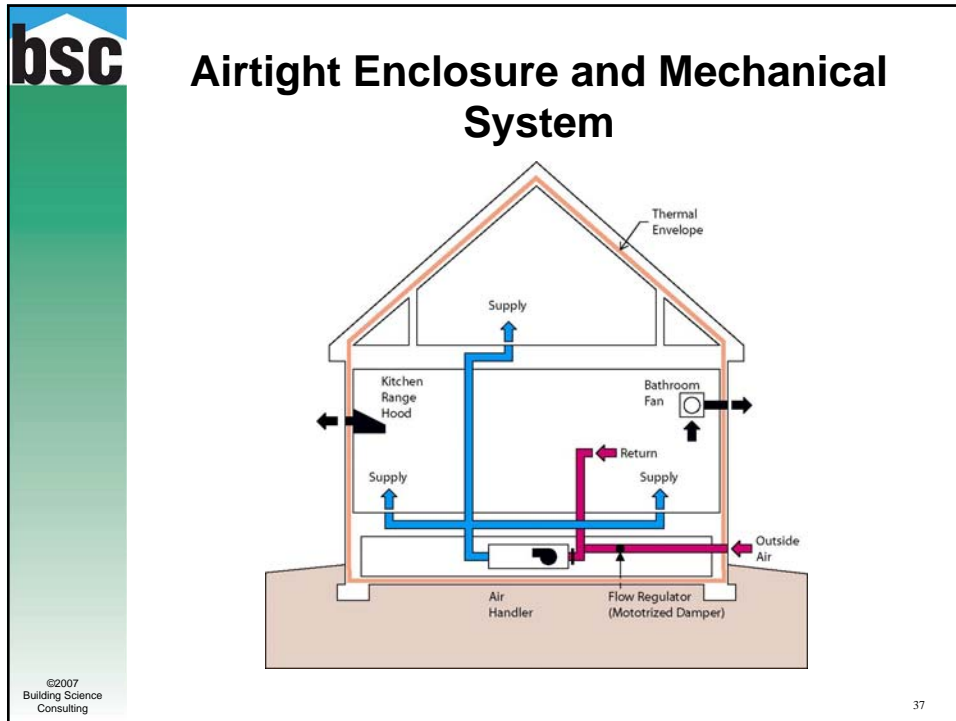 bsc
Airtight Enclosure and Mechanical
System
Thermal
Envelope
Supply
Kitchen
Range
Hood
Bathroom
Fan
Return
Supply
Supply
Outside
Air
Air
Handler
Flow Regulator
(Mototrized Damper)
©2007
Building Science
Consulting
37